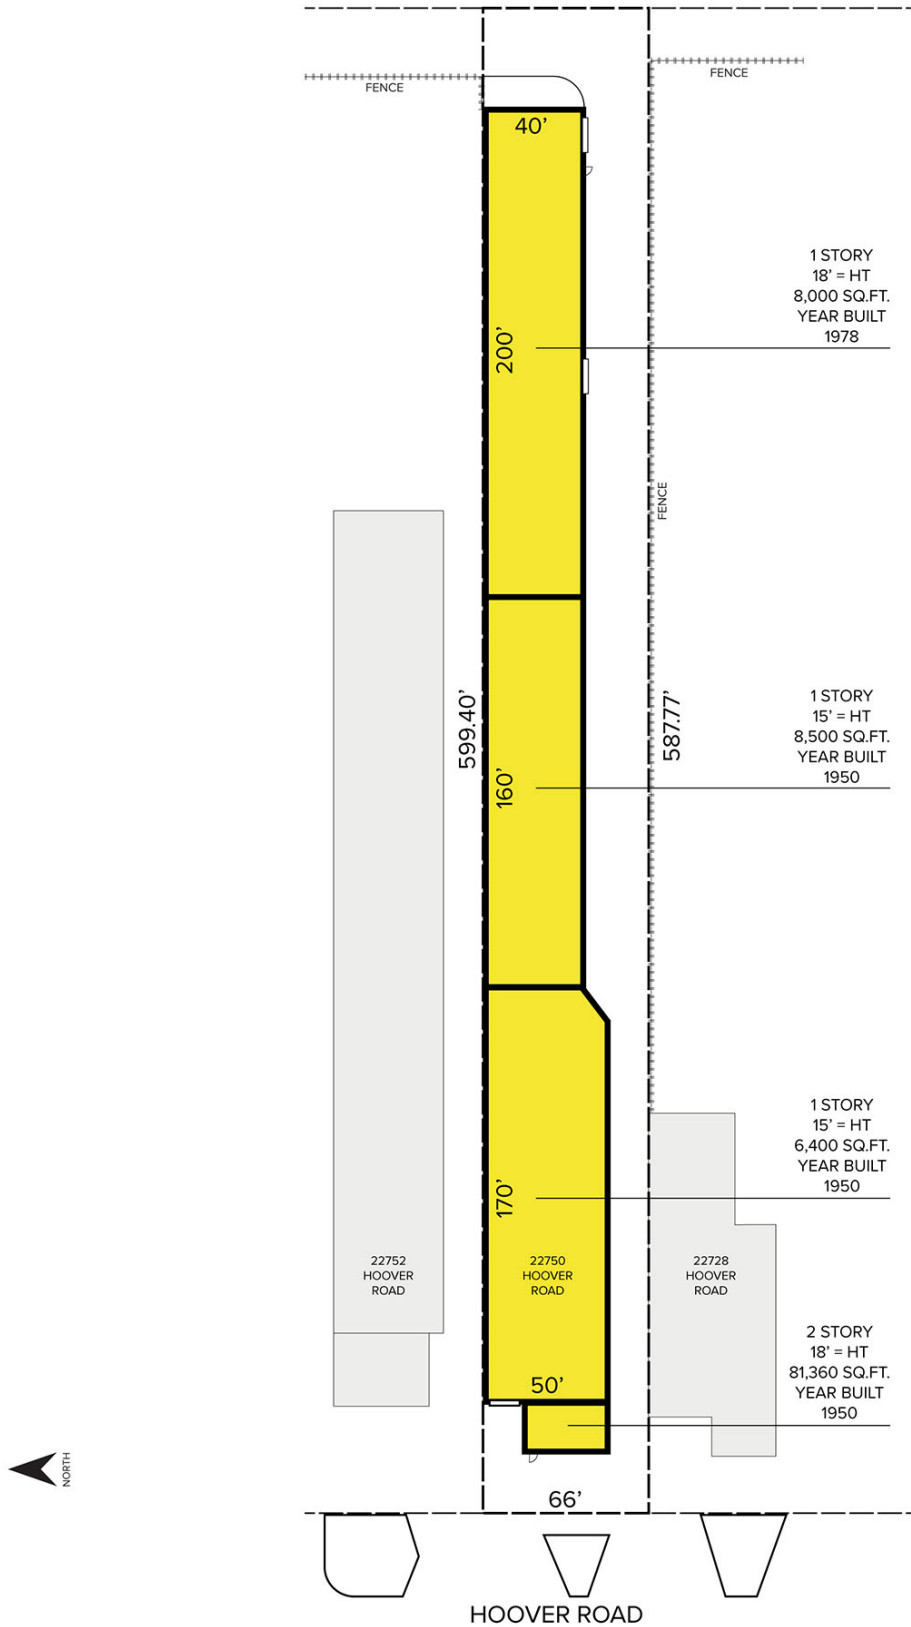 FENCE
FENCE
40’
1 STORY
18’ = HT
8,000 SQ.FT.
YEAR BUILT
1978
200’
FENCE
599.40’
587.77’
1 STORY
15’ = HT
8,500 SQ.FT.
YEAR BUILT
1950
160’
1 STORY
15’ = HT
6,400 SQ.FT.
YEAR BUILT
1950
170’
22752
HOOVER
ROAD
22750
HOOVER
ROAD
22728
HOOVER
ROAD
2 STORY
18’ = HT
81,360 SQ.FT.
YEAR BUILT
1950
50’
NORTH
66’
HOOVER ROAD